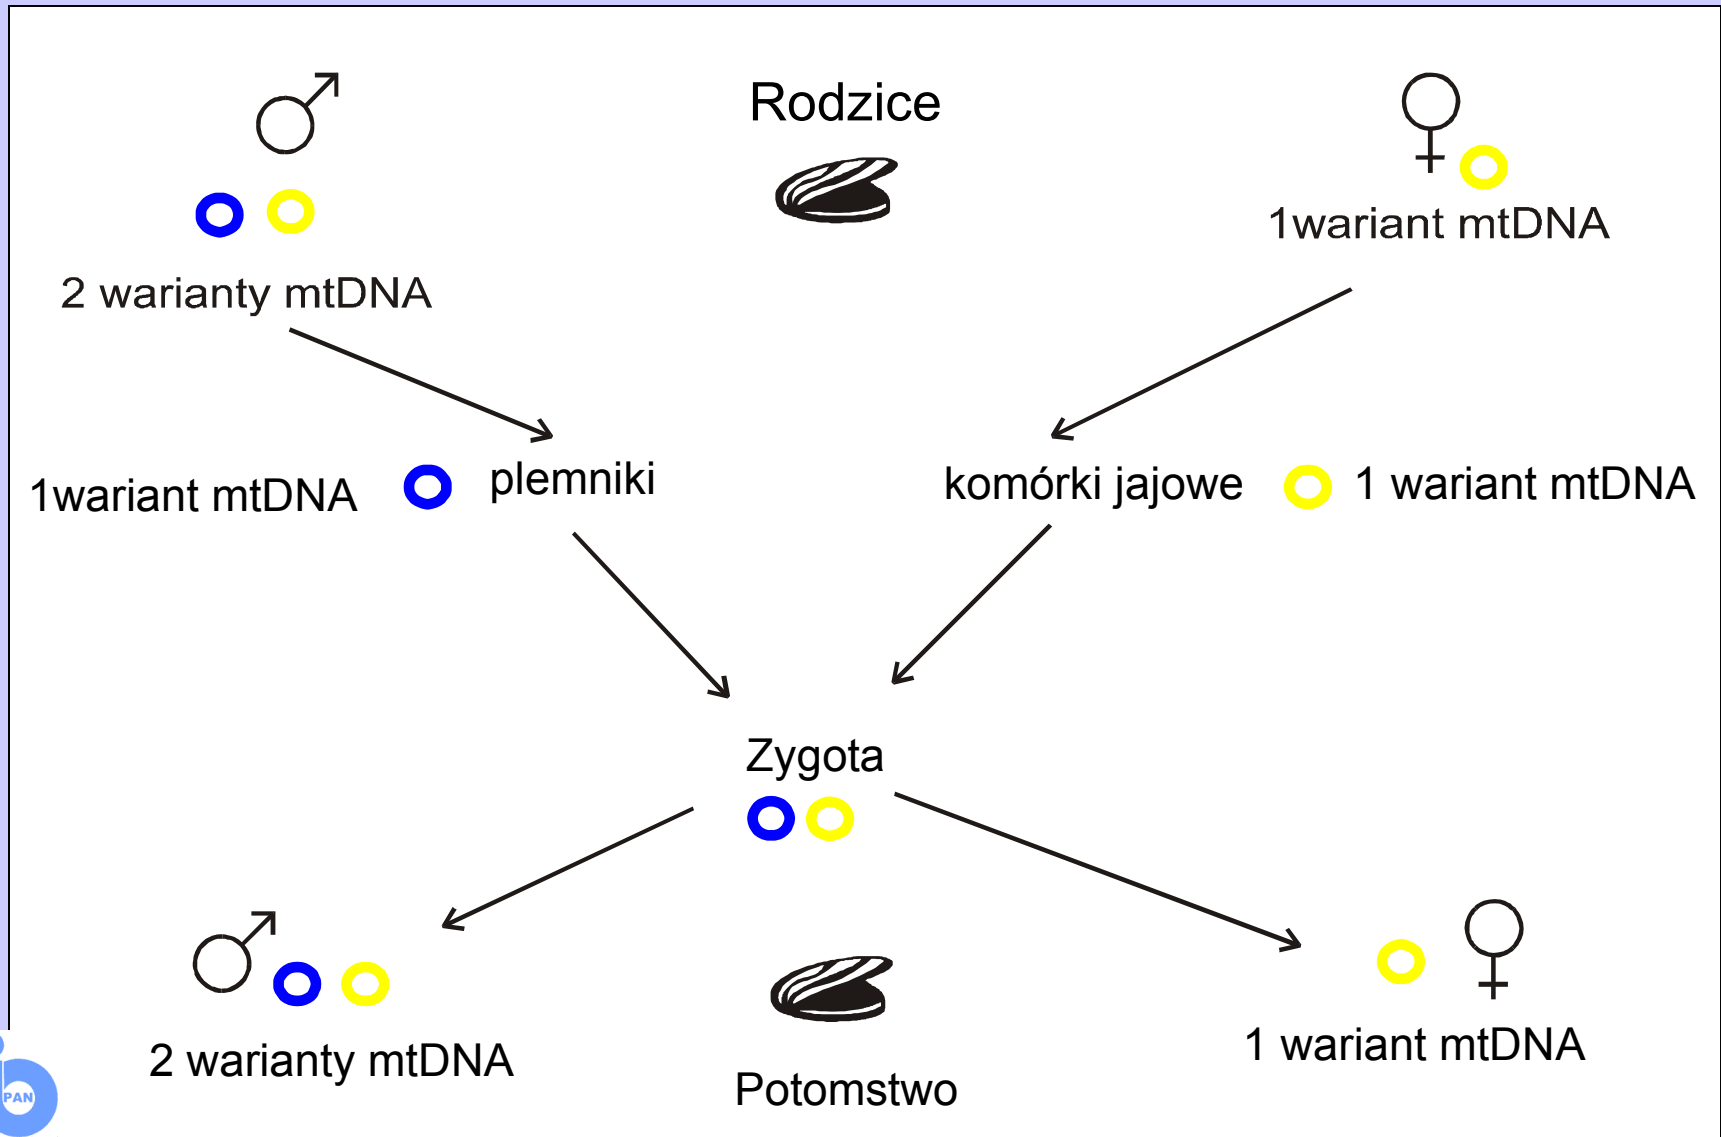 Rodzice
1wariant mtDNA
2 warianty mtDNA
1wariant mtDNA
plemniki
komórki jajowe
1 wariant mtDNA
Zygota
2 warianty mtDNA
1 wariant mtDNA
Potomstwo
PAN